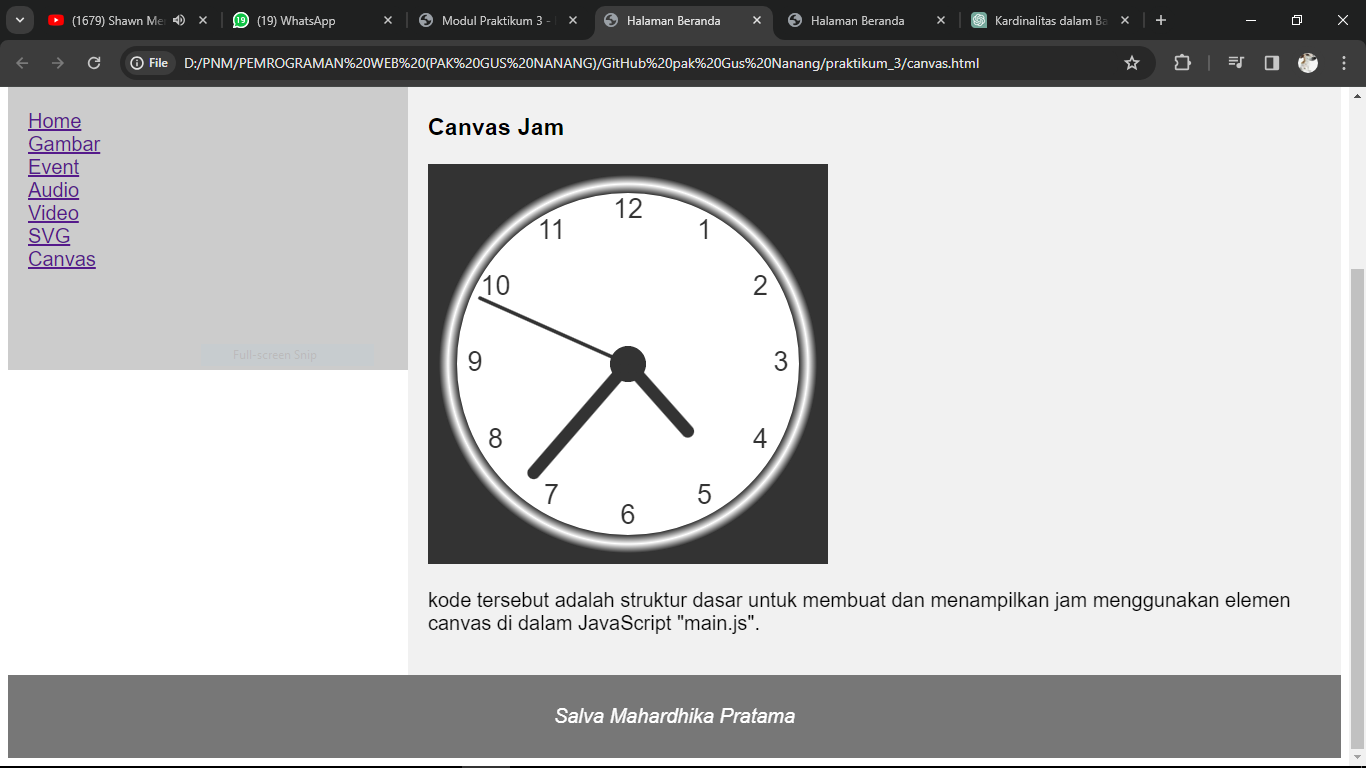 (1679) Shawn Me
(19) WhatsApp
Modul Praktikum 3 -
Halaman Beranda
Halaman Beranda
Kardinalitas dalam Ba
File
D:/PNM/PEMROGRAMAN%20WEB%20(PAK%20GUS%20NANANG)/GitHub%20pak%20Gus%20Nanang/praktikum_3/canvas.html
Home
Gambar
Event
Audio
Video
SVG
Canvas
Full-screen Snip
Canvas Jam
12
11
1
10
2
9
3
8
4
7
5
6
kode tersebut adalah struktur dasar untuk membuat dan menampilkan jam menggunakan elemen
canvas di dalam JavaScript "main.js".
Salva Mahardhika Pratama